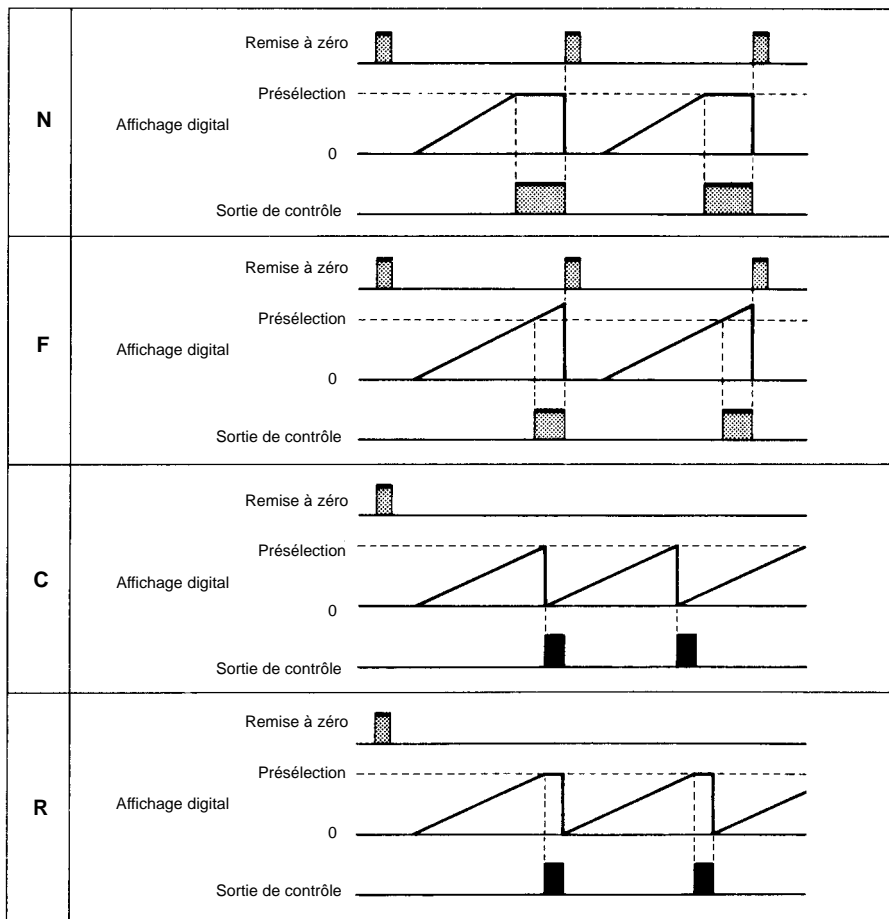 Remise à zéro
Présélection
N
Affichage digital
0
Sortie de contrôle
Remise à zéro
Présélection
F
Affichage digital
0
Sortie de contrôle
Remise à zéro
Présélection
C
Affichage digital
0
Sortie de contrôle
Remise à zéro
Présélection
R
Affichage digital
0
Sortie de contrôle